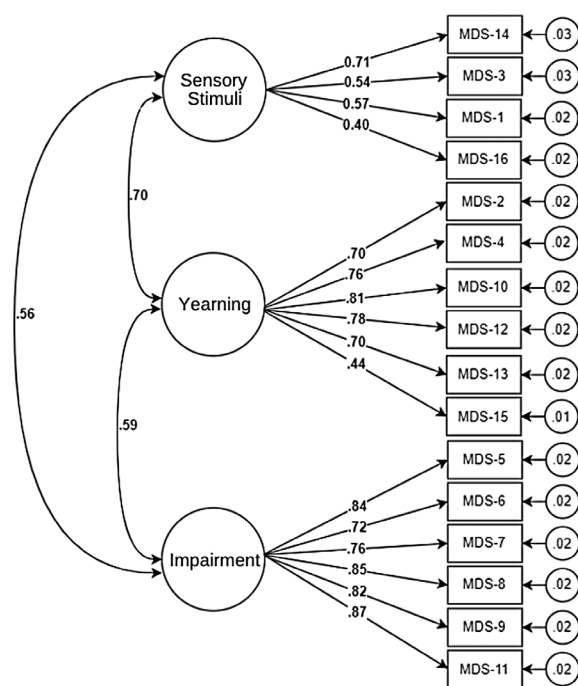 MDS-14
.03
0.71
Sensory
Stimuli
0.54
MDS-3
.03
0.57
MDS-1
.02
0.40
MDS-16
.02
.70
MDS-2
.02
.70
.76
MDS-4
.02
Yearning
.81
MDS-10
.02
.78
MDS-12
.02
.56
.70
MDS-13
.02
.44
MDS-15
.01
.59
MDS-5
.02
.84
MDS-6
.02
.72
Impairment
.76
MDS-7
.02
.85
MDS-8
.02
.82
MDS-9
.02
.87
MDS-11
.02